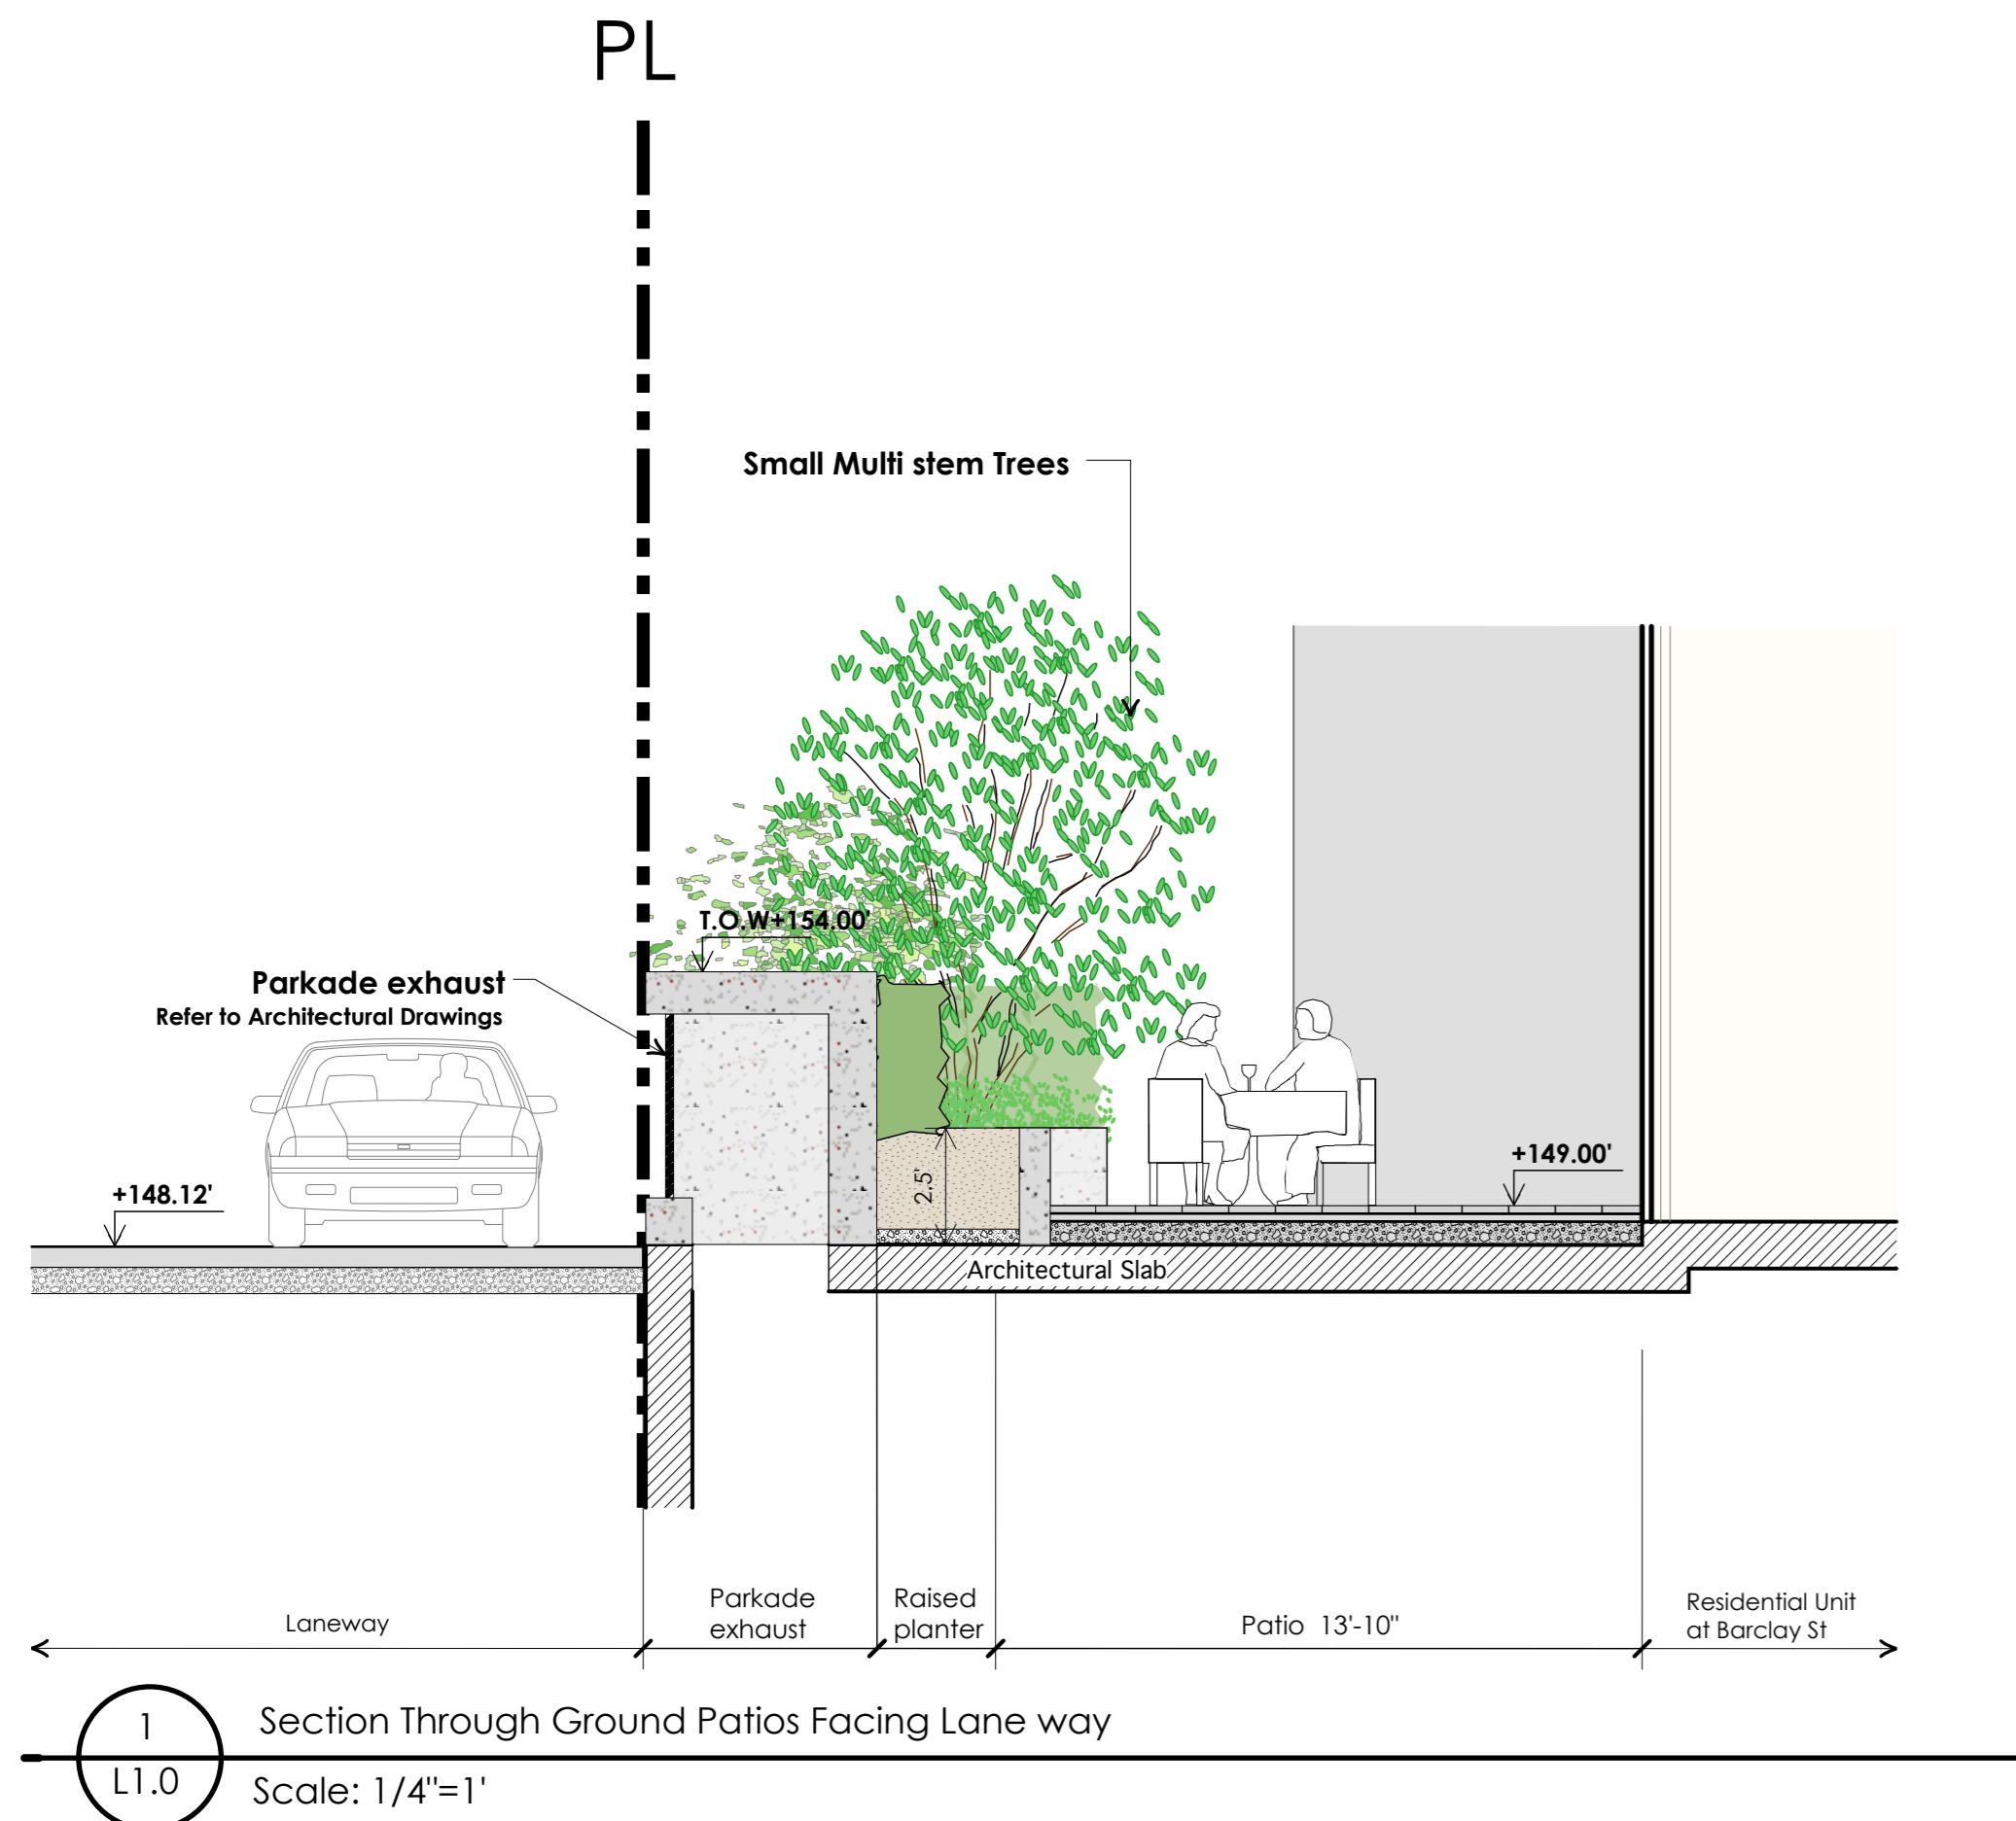 PL
Small Multi stem Trees
T.O.W+154.00'
Parkade exhaust
Refer to Architectural Drawings
+148.12'
+149.00'
2.5'
Architectural Slab
Laneway
Parkade
exhaust
Raised
planter
Patio 13'-10"
Residential Unit
at Barclay St
1
L1.0
Section Through Ground Patios Facing Lane way
Scale: 1/4"=1'